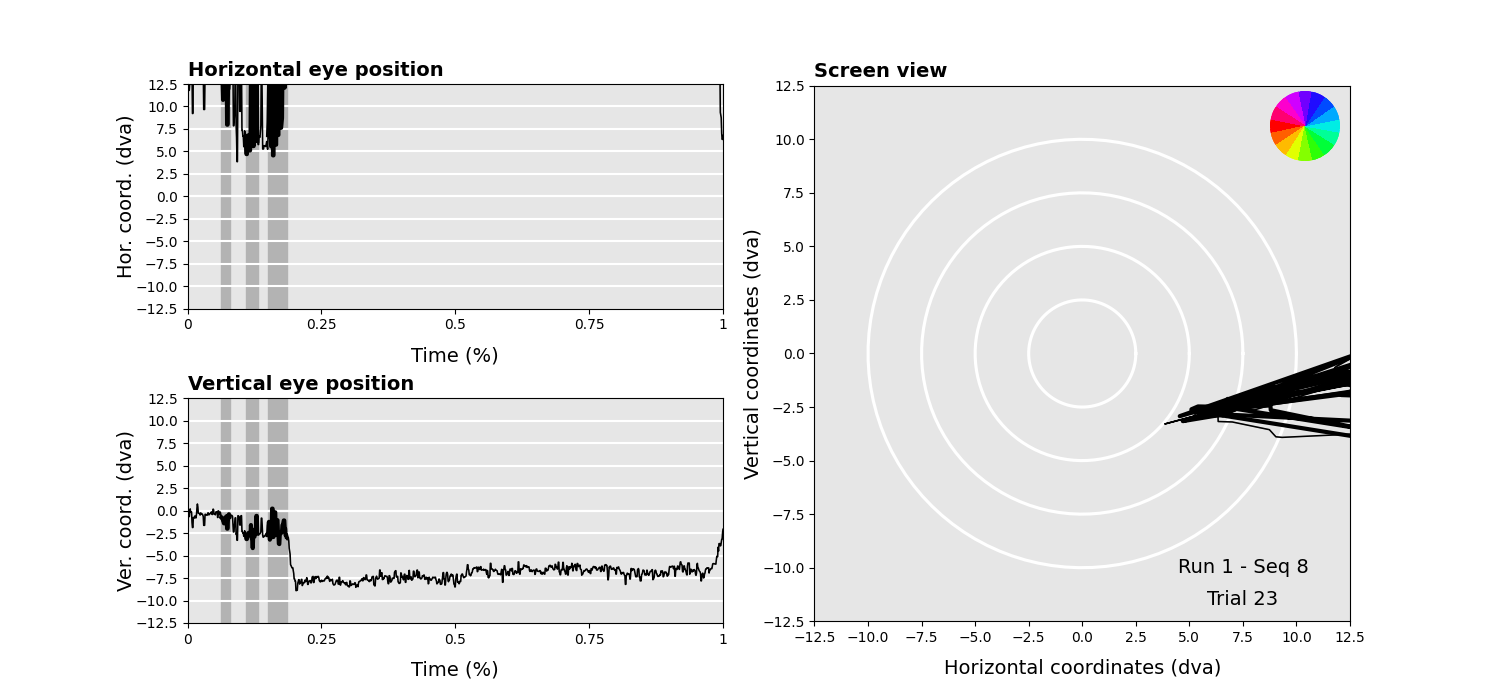 Horizontal eye position
Hor. coord. (dva)
12.5
10.0
7.5
5.0
2.5
0.0
−2.5
−5.0
−7.5
−10.0
−12.5
0 0.25 0.5 0.75 1
Time (%)
Vertical eye position
Ver. coord. (dva)
12.5
10.0
7.5
5.0
2.5
0.0
−2.5
−5.0
−7.5
−10.0
−12.5
0 0.25 0.5 0.75 1
Time (%)
Screen view
Vertical coordinates (dva)
12.5
10.0
7.5
5.0
2.5
0.0
−2.5
−5.0
−7.5
−10.0
−12.5
Run 1 - Seq 8
Trial 23
−12.5 −10.0 −7.5 −5.0 −2.5 0.0 2.5 5.0 7.5 10.0 12.5
Horizontal coordinates (dva)